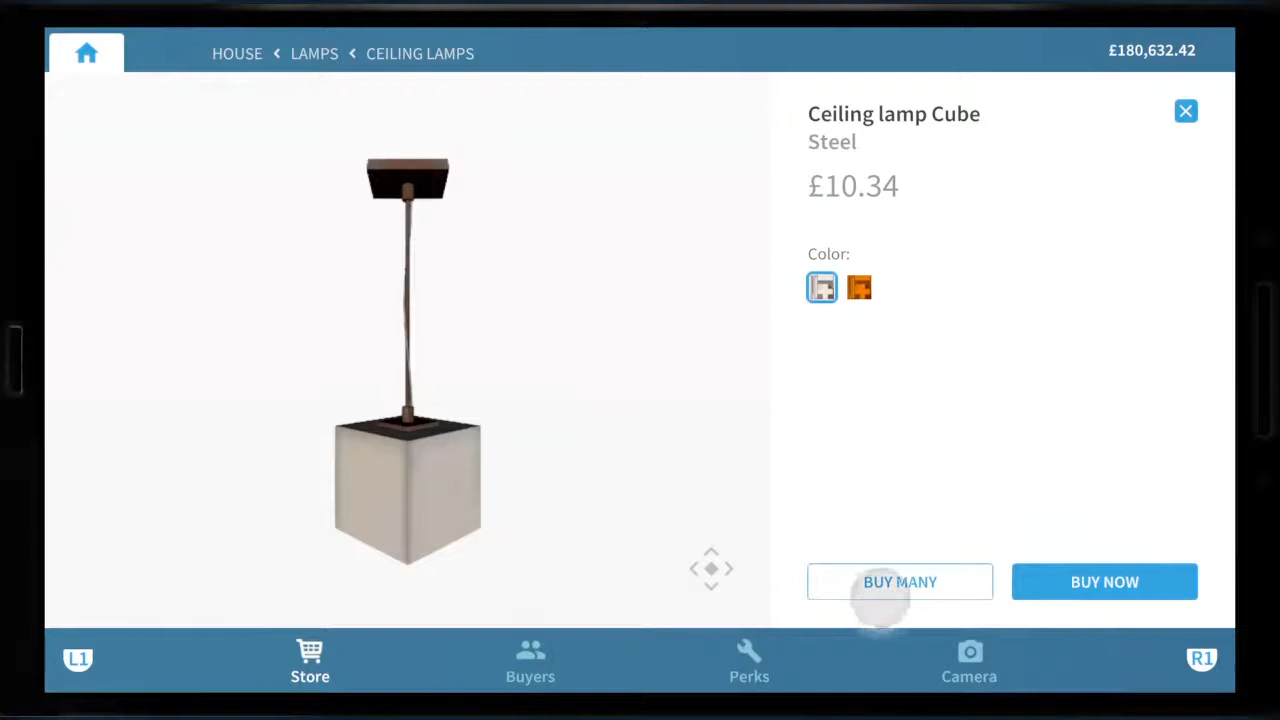 HOUSE < LAMPS < CEILING LAMPS
£180,632.42
Ceiling lamp Cube
Steel
£10.34
Color:
BUY MANY
BUY NOW
L1
Store
Buyers
Perks
Camera
R1